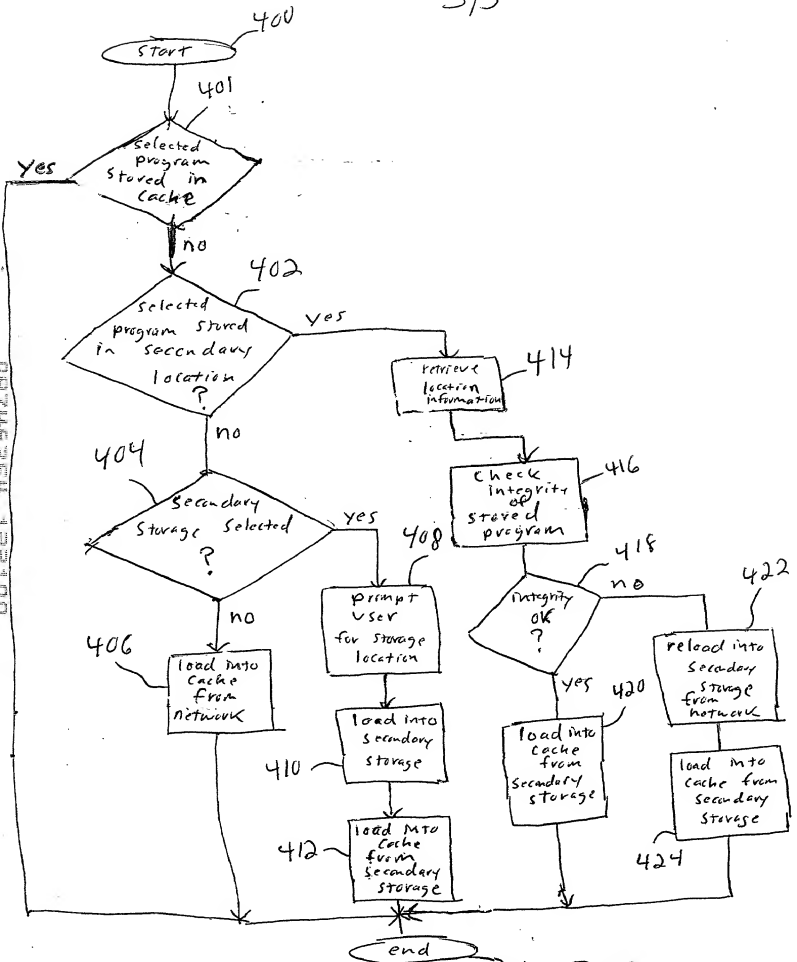 400
start
401
selected
program
stored in
cache
yes
no
402
selected
program stored
in secondary
location
?
yes
no
414
retrieve
location
information
416
check
integrity
of
stored
program
404
secondary
storage selected
?
yes
no
408
prompt
user
for storage
location
418
integrity
OK
?
no
yes
422
reload into
secondary
storage
from
network
406
load into
cache
from
network
410
load into
secondary
storage
420
load into
cache
from
secondary
storage
424
load into
cache from
secondary
storage
412
load into
cache
from
secondary
storage
end